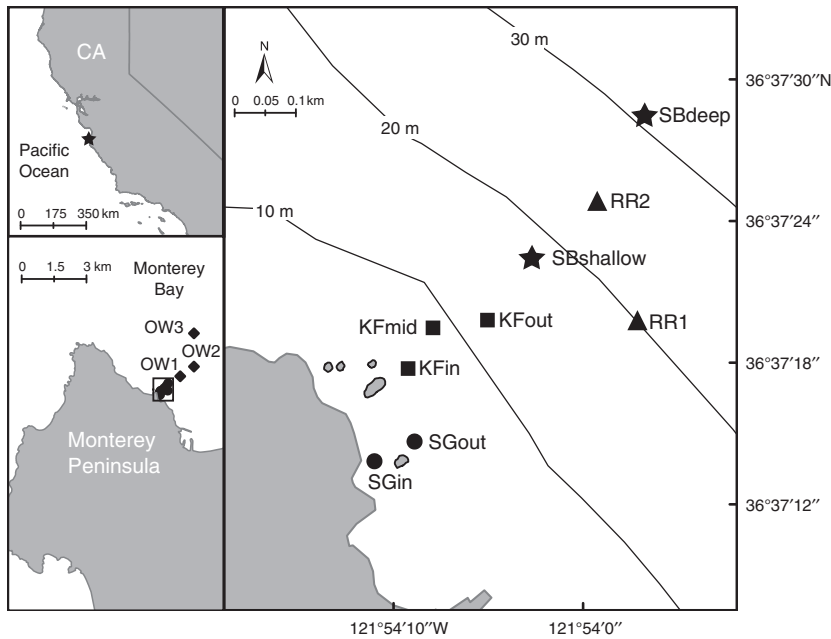 CA
Pacific
Ocean
0 175 350 km
0 1.5 3 km
Monterey
Bay
OW3
OW2
OW1
Monterey
Peninsula
N
0 0.05 0.1 km
30 m
20 m
10 m
SBdeep
RR2
SBshallow
RR1
KFout
KFmid
KFin
SGout
SGin
36°37′30″N
36°37′24″
36°37′18″
36°37′12″
121°54′10″W
121°54′0″